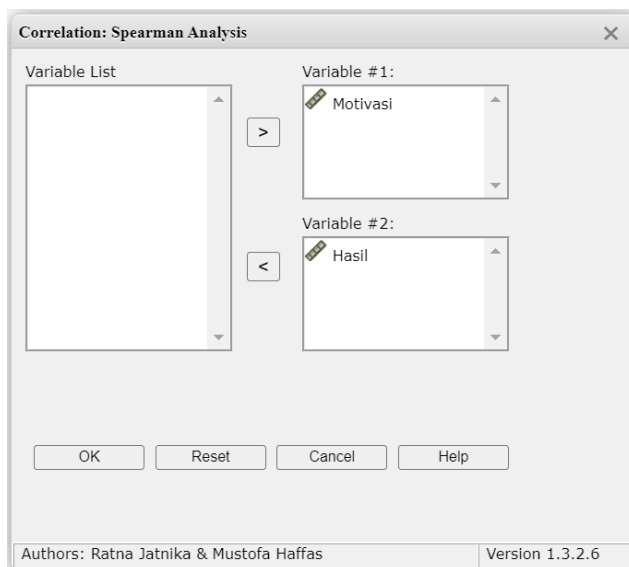 Correlation: Spearman Analysis
Variable List
Variable #1:
Motivasi
>
Variable #2:
Hasil
<
OK Reset Cancel Help
Authors: Ratna Jatnika & Mustofa Haffas Version 1.3.2.6